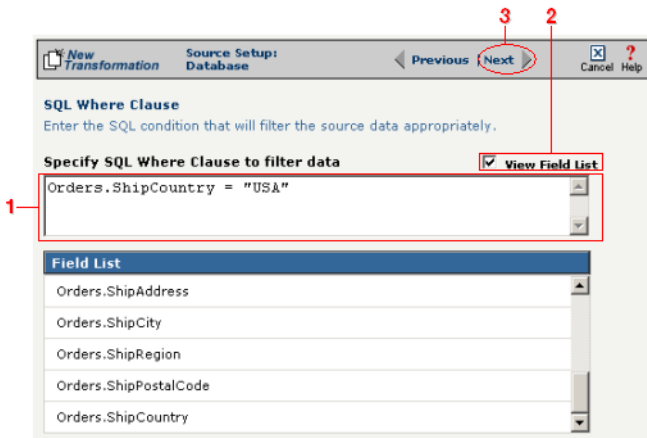 3 2
New Transformation
Source Setup: Database
Previous Next
Cancel Help
SQL Where Clause
Enter the SQL condition that will filter the source data appropriately.
Specify SQL Where Clause to filter data
View Field List
1
Orders.ShipCountry = "USA"
Field List
Orders.ShipAddress
Orders.ShipCity
Orders.ShipRegion
Orders.ShipPostalCode
Orders.ShipCountry